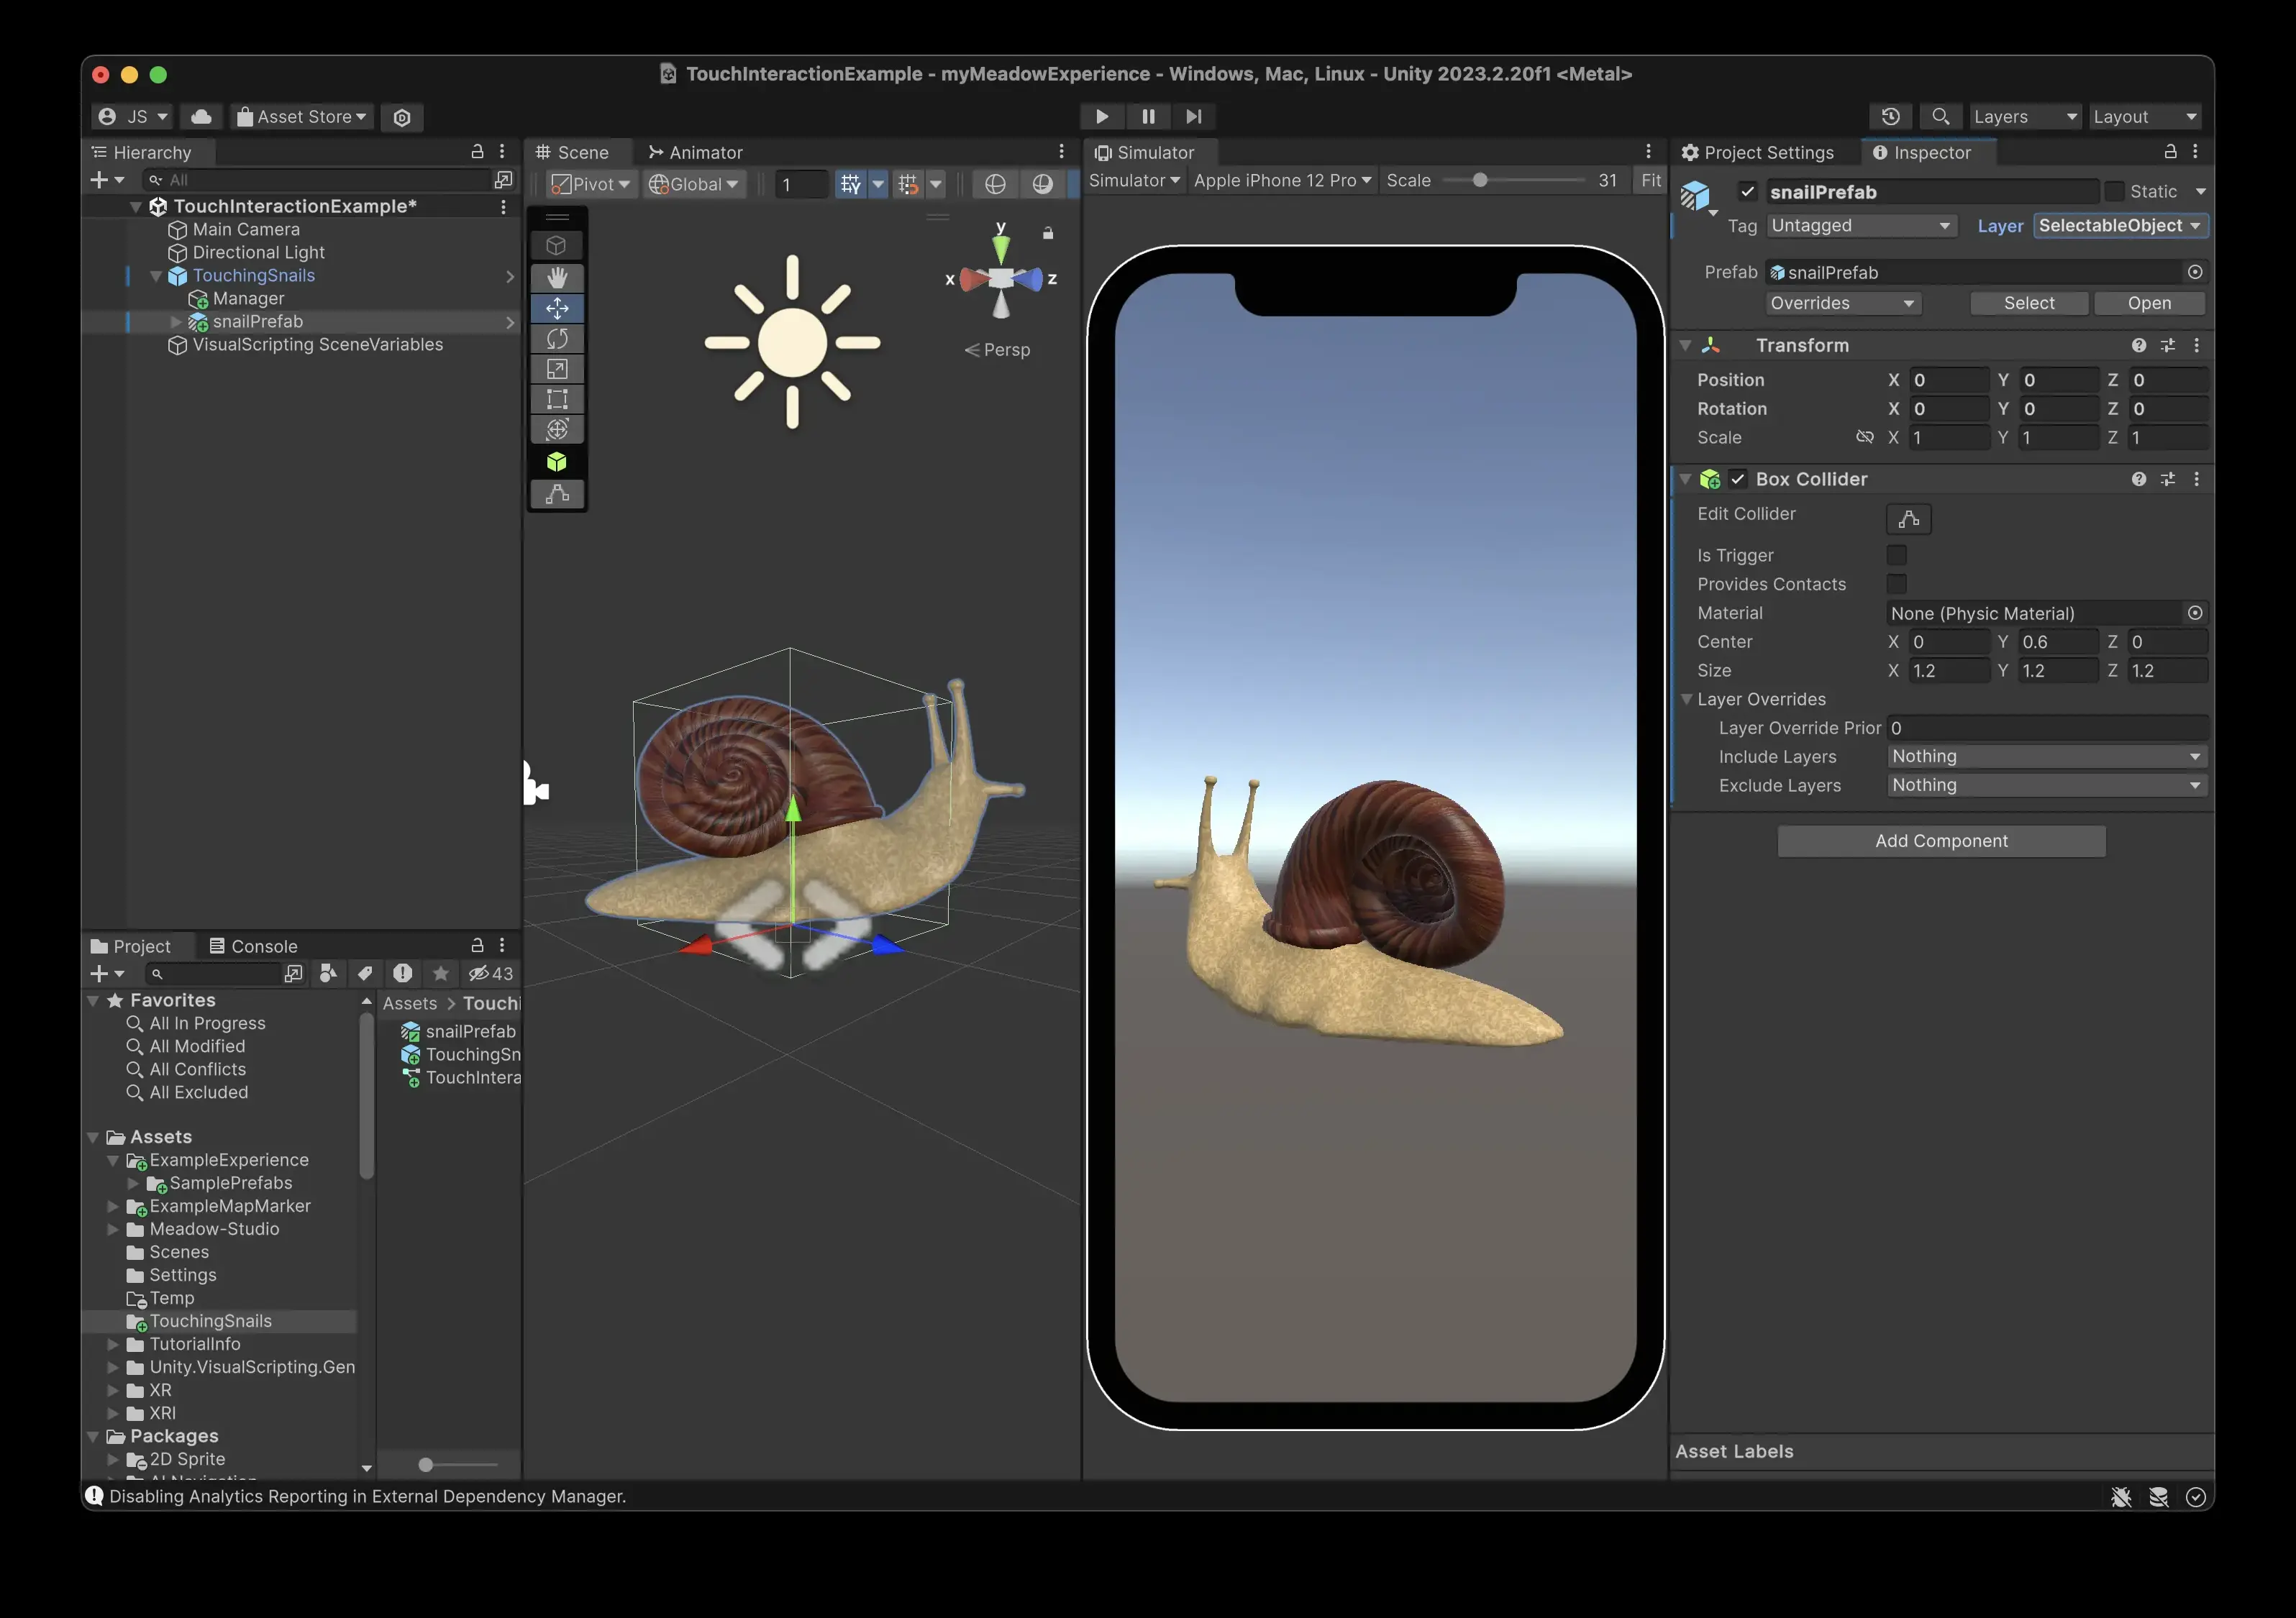 TouchInteractionExample - myMeadowExperience - Windows, Mac, Linux - Unity 2023.2.20f1 <Metal>
JS
Asset Store
Layers
Layout
Hierarchy
All
TouchInteractionExample*
Main Camera
Directional Light
TouchingSnails
Manager
snailPrefab
VisualScripting SceneVariables
Scene
Animator
Pivot
Global
1
y
x
z
Persp
Simulator
Simulator
Apple iPhone 12 Pro
Scale
31
Fit
Project Settings
Inspector
snailPrefab
Static
Tag
Untagged
Layer
SelectableObject
Prefab
snailPrefab
Overrides
Select
Open
Transform
Position X 0 Y 0 Z 0
Rotation X 0 Y 0 Z 0
Scale X 1 Y 1 Z 1
Box Collider
Edit Collider
Is Trigger
Provides Contacts
Material None (Physic Material)
Center X 0 Y 0.6 Z 0
Size X 1.2 Y 1.2 Z 1.2
Layer Overrides
Layer Override Prior 0
Include Layers Nothing
Exclude Layers Nothing
Add Component
Asset Labels
Project
Console
43
Favorites
All In Progress
All Modified
All Conflicts
All Excluded
Assets
ExampleExperience
SamplePrefabs
ExampleMapMarker
Meadow-Studio
Scenes
Settings
Temp
TouchingSnails
TutorialInfo
Unity.VisualScripting.Gen
XR
XRI
Packages
2D Sprite
Assets > Touchi
snailPrefab
TouchingSn
TouchIntera
Disabling Analytics Reporting in External Dependency Manager.